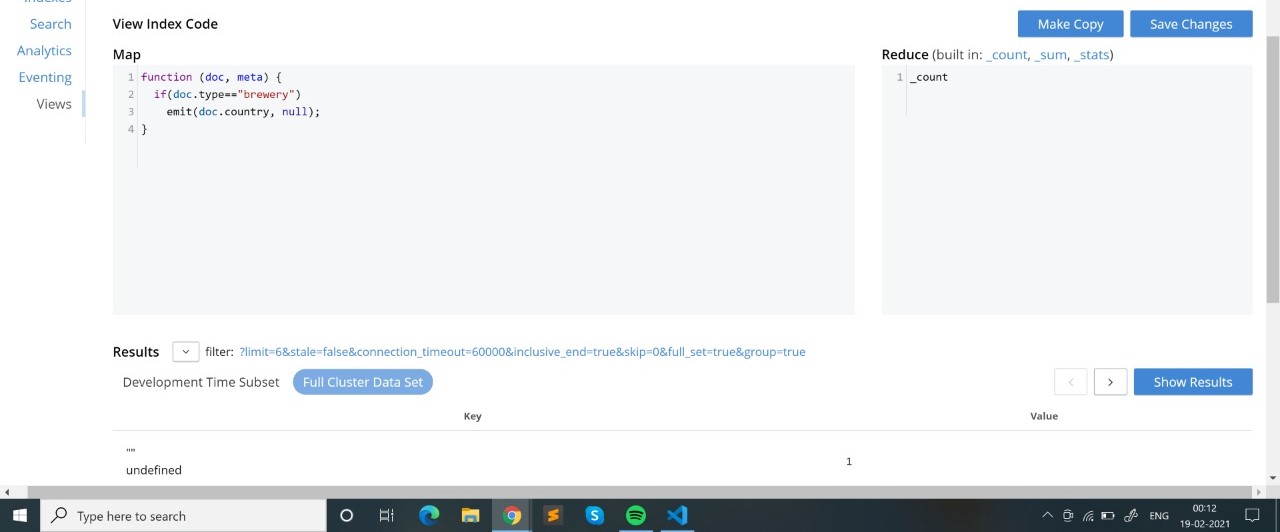 Indexes
Search
Analytics
Eventing
Views
View Index Code
Make Copy
Save Changes
Map
Reduce (built in: _count, _sum, _stats)
1 function (doc, meta) {
2 if(doc.type=="brewery")
3 emit(doc.country, null);
4 }
1 _count
Results
filter: ?limit=6&stale=false&connection_timeout=60000&inclusive_end=true&skip=0&full_set=true&group=true
Development Time Subset
Full Cluster Data Set
<
>
Show Results
Key
Value
""
undefined
1
Type here to search
ENG
00:12
19-02-2021